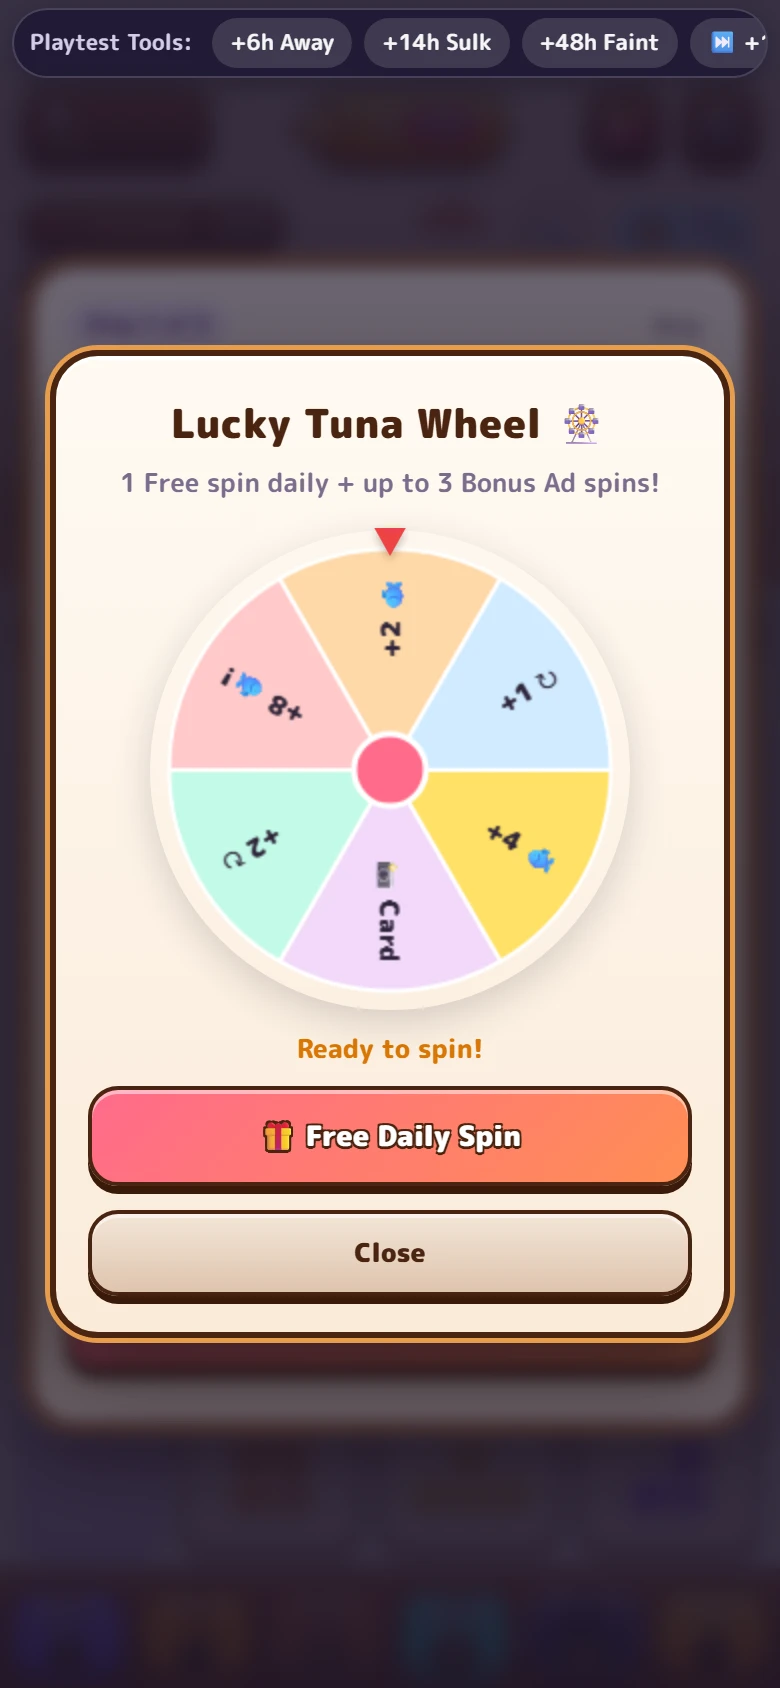 Playtest Tools: +6h Away +14h Sulk +48h Faint ⏭️
Lucky Tuna Wheel 🎡
1 Free spin daily + up to 3 Bonus Ad spins!
+2 🐟
+1 ↻
+4 🐟
📸 Card
+2 ↻
+8 🐟!
Ready to spin!
🎁 Free Daily Spin
Close